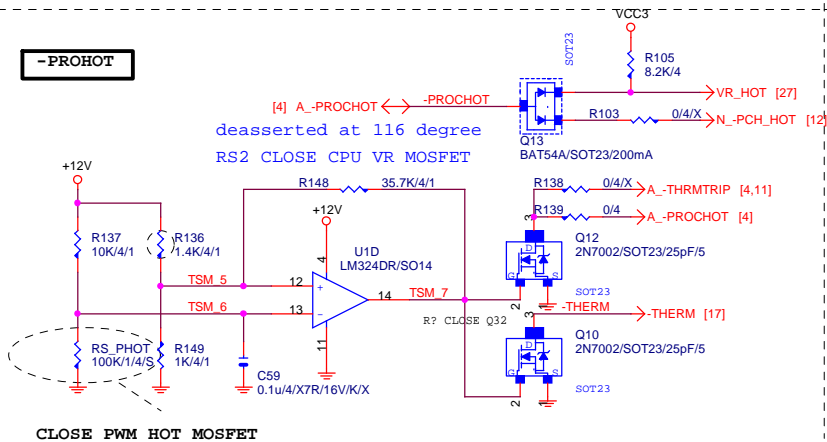 VCC3
-PROHOT
SOT23
R105
8.2K/4
[4] A_-PROCHOT
-PROCHOT
VR_HOT [27]
R103
0/4/X
N_-PCH_HOT [12]
deasserted at 116 degree
Q13
BAT54A/SOT23/200mA
RS2 CLOSE CPU VR MOSFET
+12V
R148
35.7K/4/1
R138
0/4/X
A_-THRMTRIP [4,11]
+12V
R139
0/4
A_-PROCHOT [4]
R137
10K/4/1
R136
1.4K/4/1
U1D
LM324DR/SO14
3
D
G
S
Q12
2N7002/SOT23/25pF/5
4
TSM_5
12
+
TSM_6
13
-
14
TSM_7
2
1
SOT23
R? CLOSE Q32
-THERM
-THERM [17]
11
3
D
G
S
Q10
2N7002/SOT23/25pF/5
RS_PHOT
100K/1/4/S
R149
1K/4/1
C59
0.1u/4/X7R/16V/K/X
2
1
SOT23
CLOSE PWM HOT MOSFET